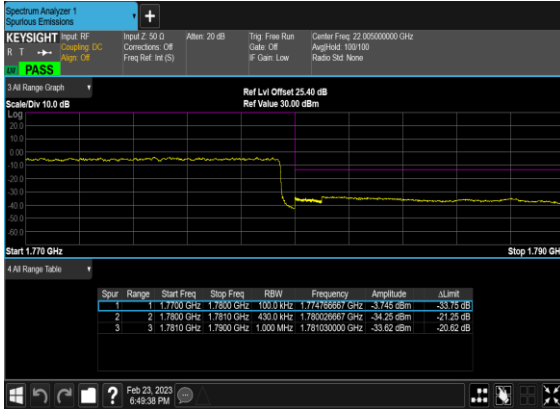 Spectrum Analyzer 1
Spurious Emissions
+
KEYSIGHT
R T
LNI PASS
Input: RF
Coupling: DC
Align: Off
Input Z: 50 Ω
Corrections: Off
Freq Ref: Int (S)
Atten: 20 dB
Trig: Free Run
Gate: Off
IF Gain: Low
Center Freq: 22.005000000 GHz
Avg|Hold: 100/100
Radio Std: None
3 All Range Graph
Scale/Div 10.0 dB
Ref Lvl Offset 25.40 dB
Ref Value 30.00 dBm
Log
20.0
10.0
0.00
-10.0
-20.0
-30.0
-40.0
-50.0
-60.0
Start 1.770 GHz
Stop 1.790 GH
4 All Range Table
Spur Range Start Freq Stop Freq RBW Frequency Amplitude ΔLimit
1 1 1.7700 GHz 1.7800 GHz 100.0 kHz 1.774766667 GHz -3.745 dBm -33.75 dB
2 2 1.7800 GHz 1.7810 GHz 430.0 kHz 1.780026667 GHz -34.25 dBm -21.25 dB
3 3 1.7810 GHz 1.7900 GHz 1.000 MHz 1.781030000 GHz -33.62 dBm -20.62 dB
?
Feb 23, 2023
6:49:38 PM